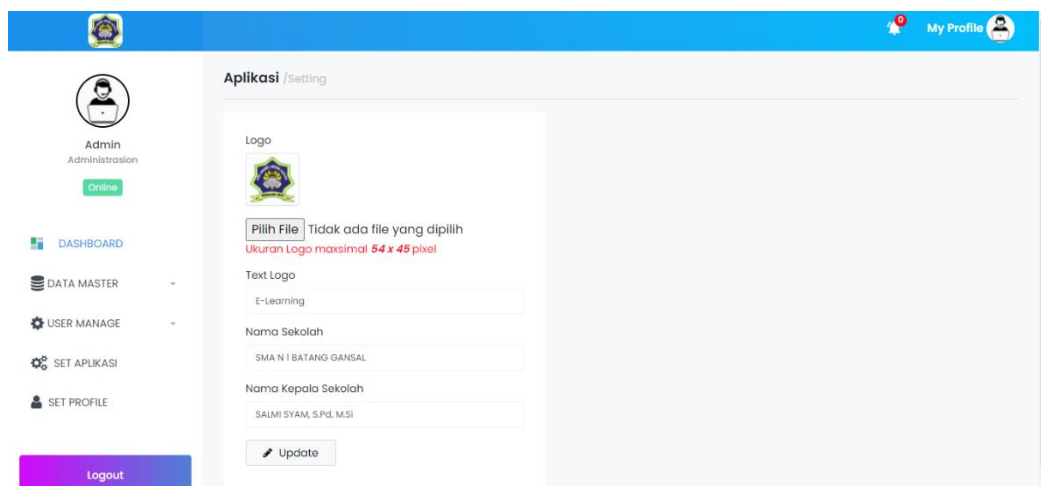 0
My Profile
Admin
Administrasion
Online
DASHBOARD
DATA MASTER
USER MANAGE
SET APLIKASI
SET PROFILE
Logout
Aplikasi /Setting
Logo
Pilih File Tidak ada file yang dipilih
Ukuran Logo maxsimal 54 x 45 pixel
Text Logo
E-Learning
Nama Sekolah
SMA N 1 BATANG GANSAL
Nama Kepala Sekolah
SALMI SYAM, S.Pd, M.Si
Update